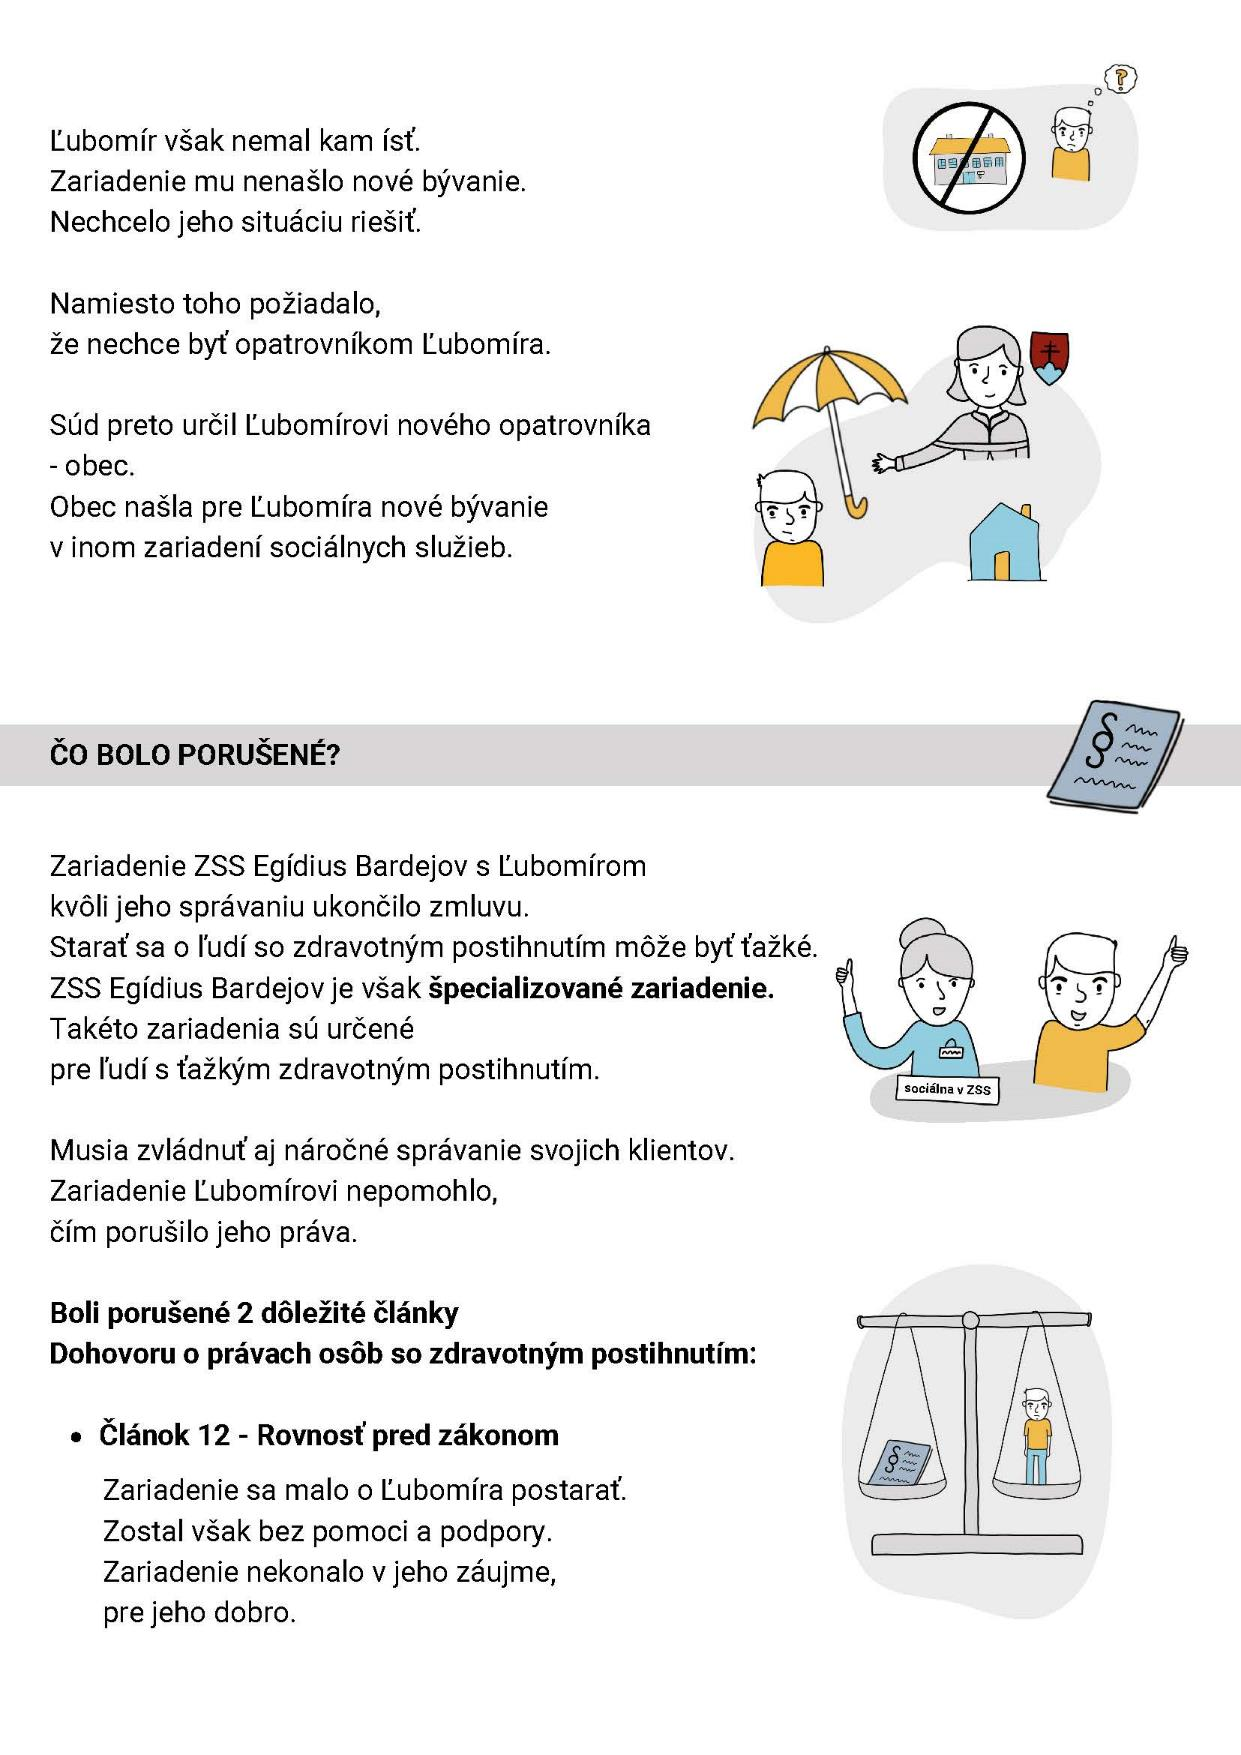 Ľubomír však nemal kam ísť.
Zariadenie mu nenašlo nové bývanie.
Nechcelo jeho situáciu riešiť.
?
Namiesto toho požiadalo,
že nechce byť opatrovníkom Ľubomíra.
Súd preto určil Ľubomírovi nového opatrovníka
- obec.
Obec našla pre Ľubomíra nové bývanie
v inom zariadení sociálnych služieb.
ČO BOLO PORUŠENÉ?
§
Zariadenie ZSS Egídius Bardejov s Ľubomírom
kvôli jeho správaniu ukončilo zmluvu.
Starať sa o ľudí so zdravotným postihnutím môže byť ťažké.
ZSS Egídius Bardejov je však špecializované zariadenie.
Takéto zariadenia sú určené
pre ľudí s ťažkým zdravotným postihnutím.
sociálna v ZSS
Musia zvládnuť aj náročné správanie svojich klientov.
Zariadenie Ľubomírovi nepomohlo,
čím porušilo jeho práva.
Boli porušené 2 dôležité články
Dohovoru o právach osôb so zdravotným postihnutím:
• Článok 12 - Rovnosť pred zákonom
Zariadenie sa malo o Ľubomíra postarať.
Zostal však bez pomoci a podpory.
Zariadenie nekonalo v jeho záujme,
pre jeho dobro.
§